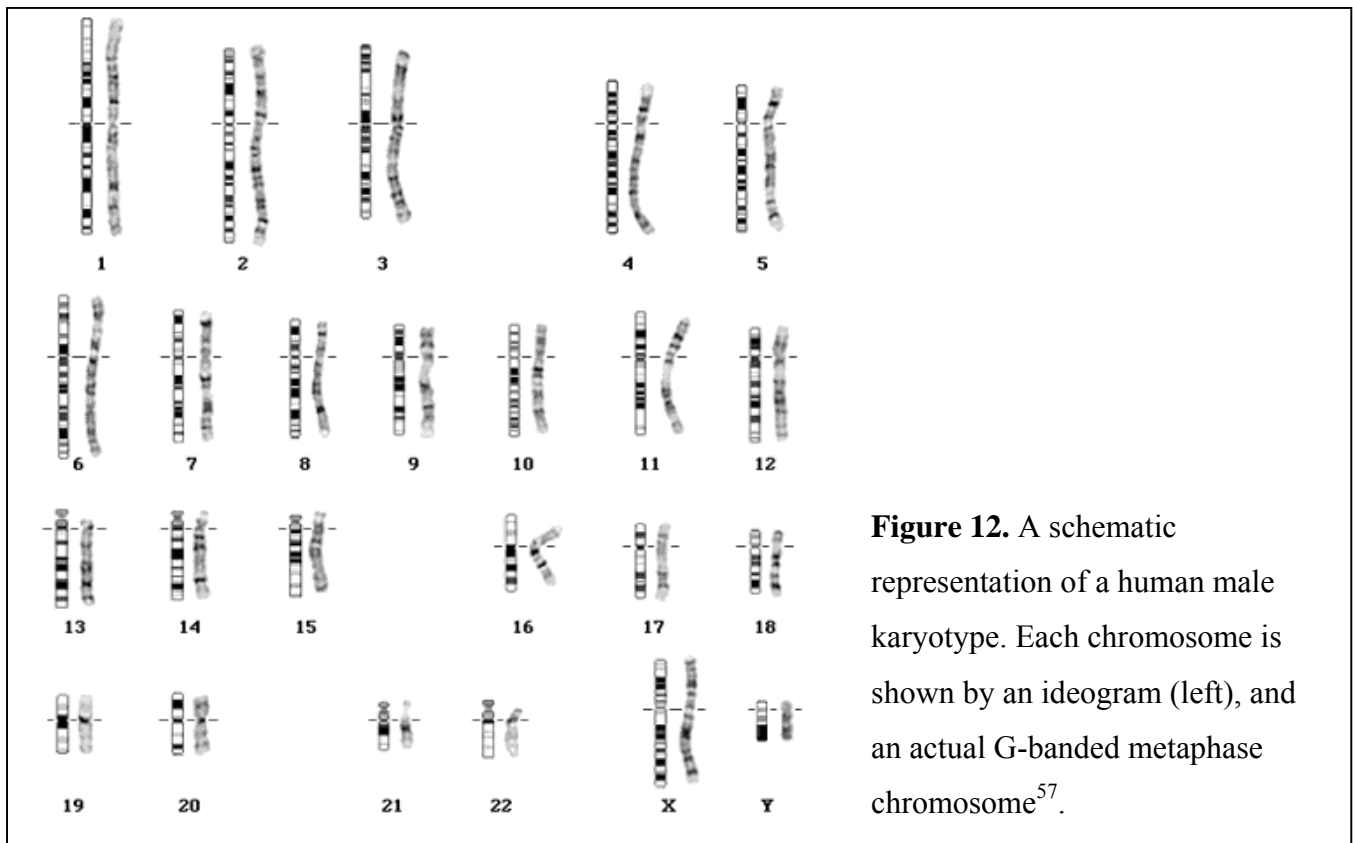 1 2 3 4 5
6 7 8 9 10 11 12
13 14 15 16 17 18
19 20 21 22 X Y
Figure 12. A schematic
representation of a human male
karyotype. Each chromosome is
shown by an ideogram (left), and
an actual G-banded metaphase
chromosome57.